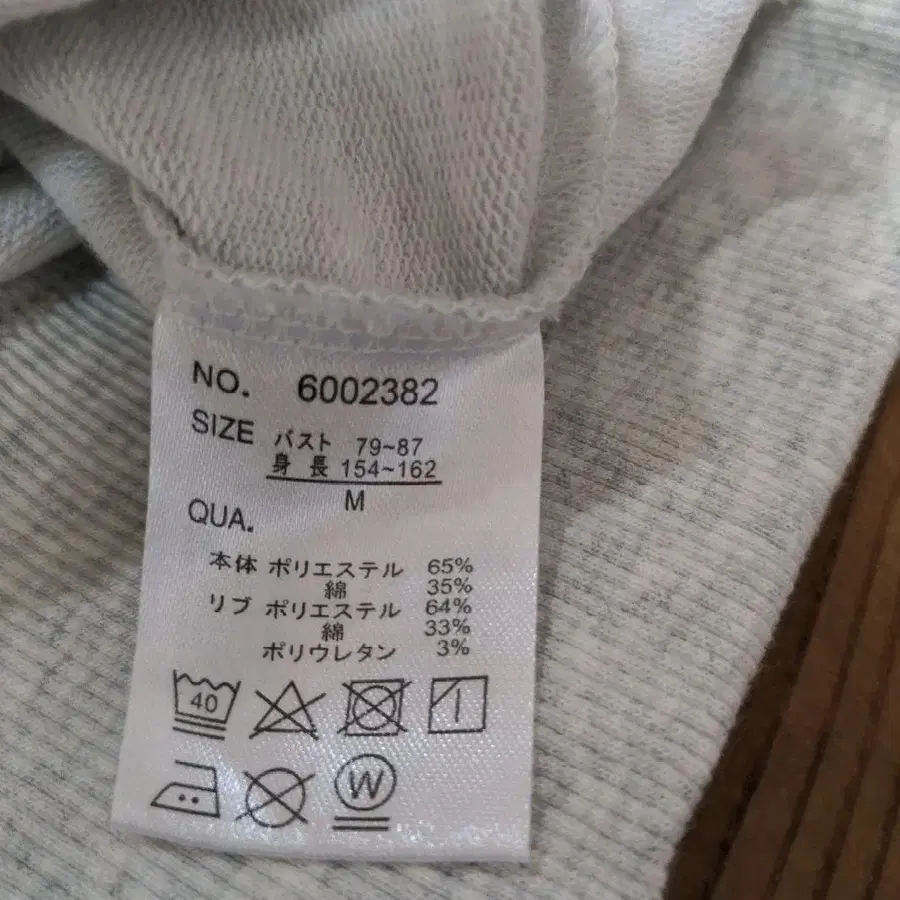 NO. 6002382
SIZE バスト 79~87
身長 154~162
M
QUA.
本体 ポリエステル 65%
綿 35%
リブ ポリエステル 64%
綿 33%
ポリウレタン 3%
40
W